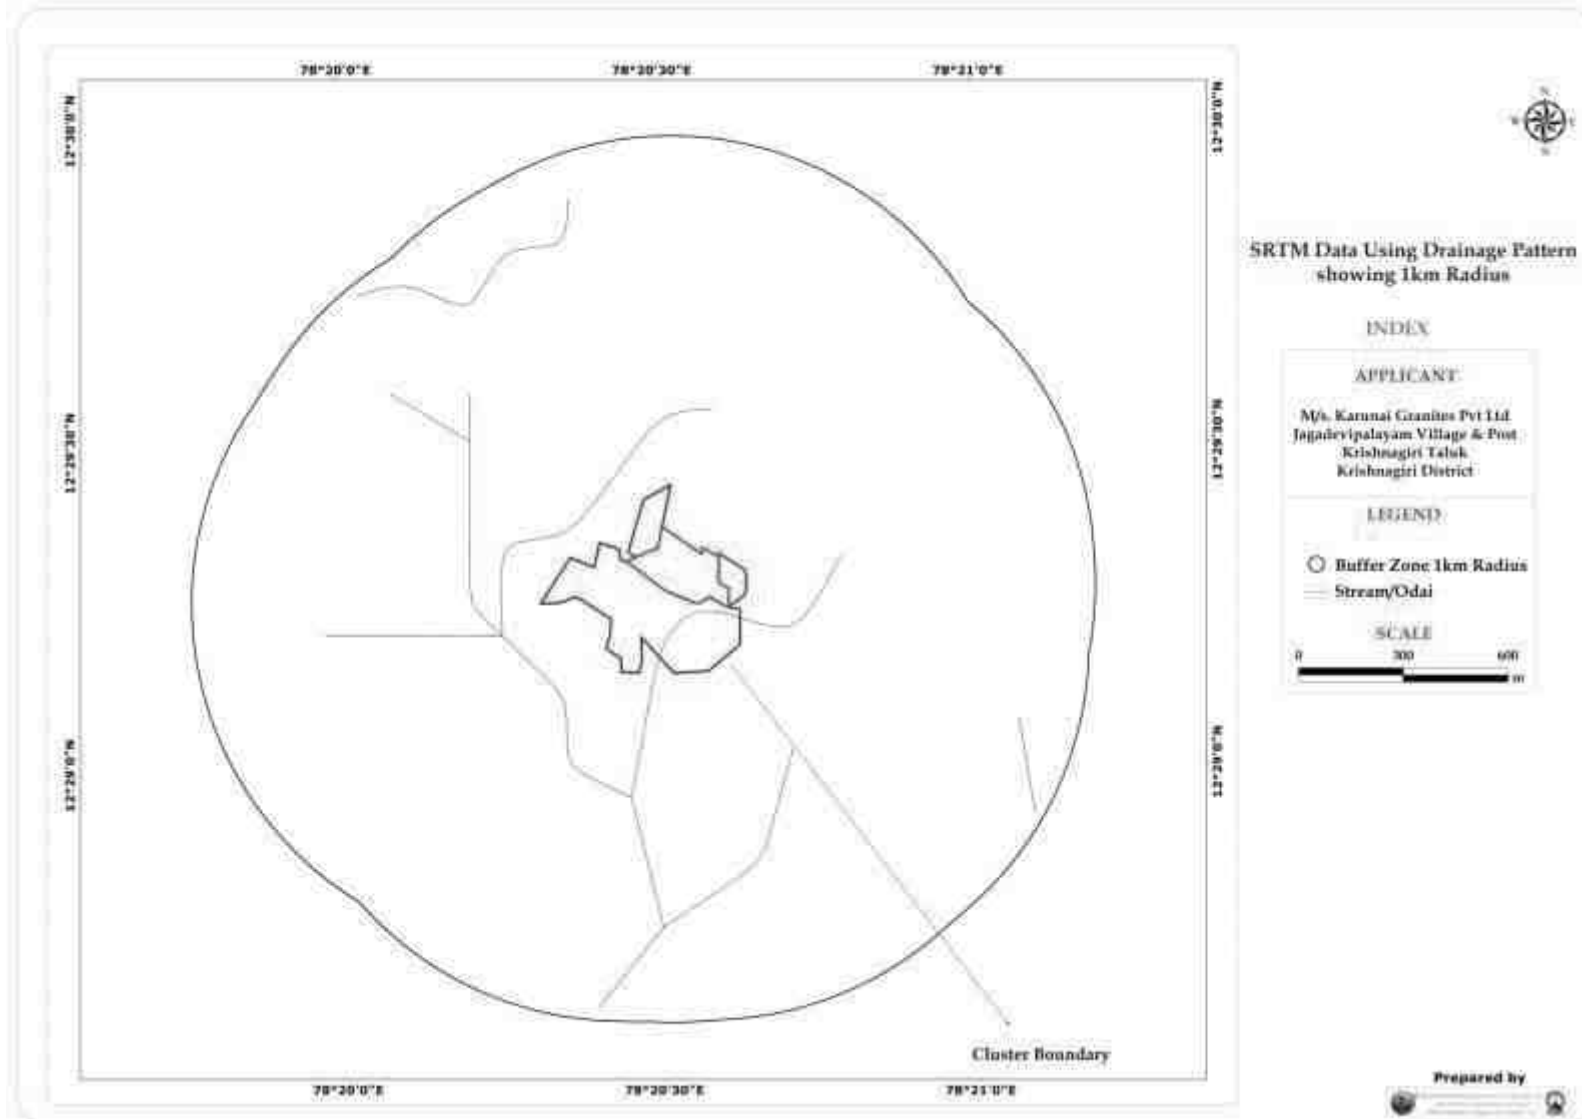 78°20'0"E 78°20'30"E 78°21'0"E
12°30'0"N
12°30'0"N
12°29'30"N
12°29'30"N
12°29'0"N
12°29'0"N
78°20'0"E 78°20'30"E 78°21'0"E
Cluster Boundary
N
W E
SRTM Data Using Drainage Pattern
showing 1km Radius
INDEX
APPLICANT
M/s. Karunai Granites Pvt Ltd
Jagadevipalayam Village & Post
Krishnagiri Taluk
Krishnagiri District
LEGEND
Buffer Zone 1km Radius
Stream/Odai
SCALE
0 300 600
m
Prepared by